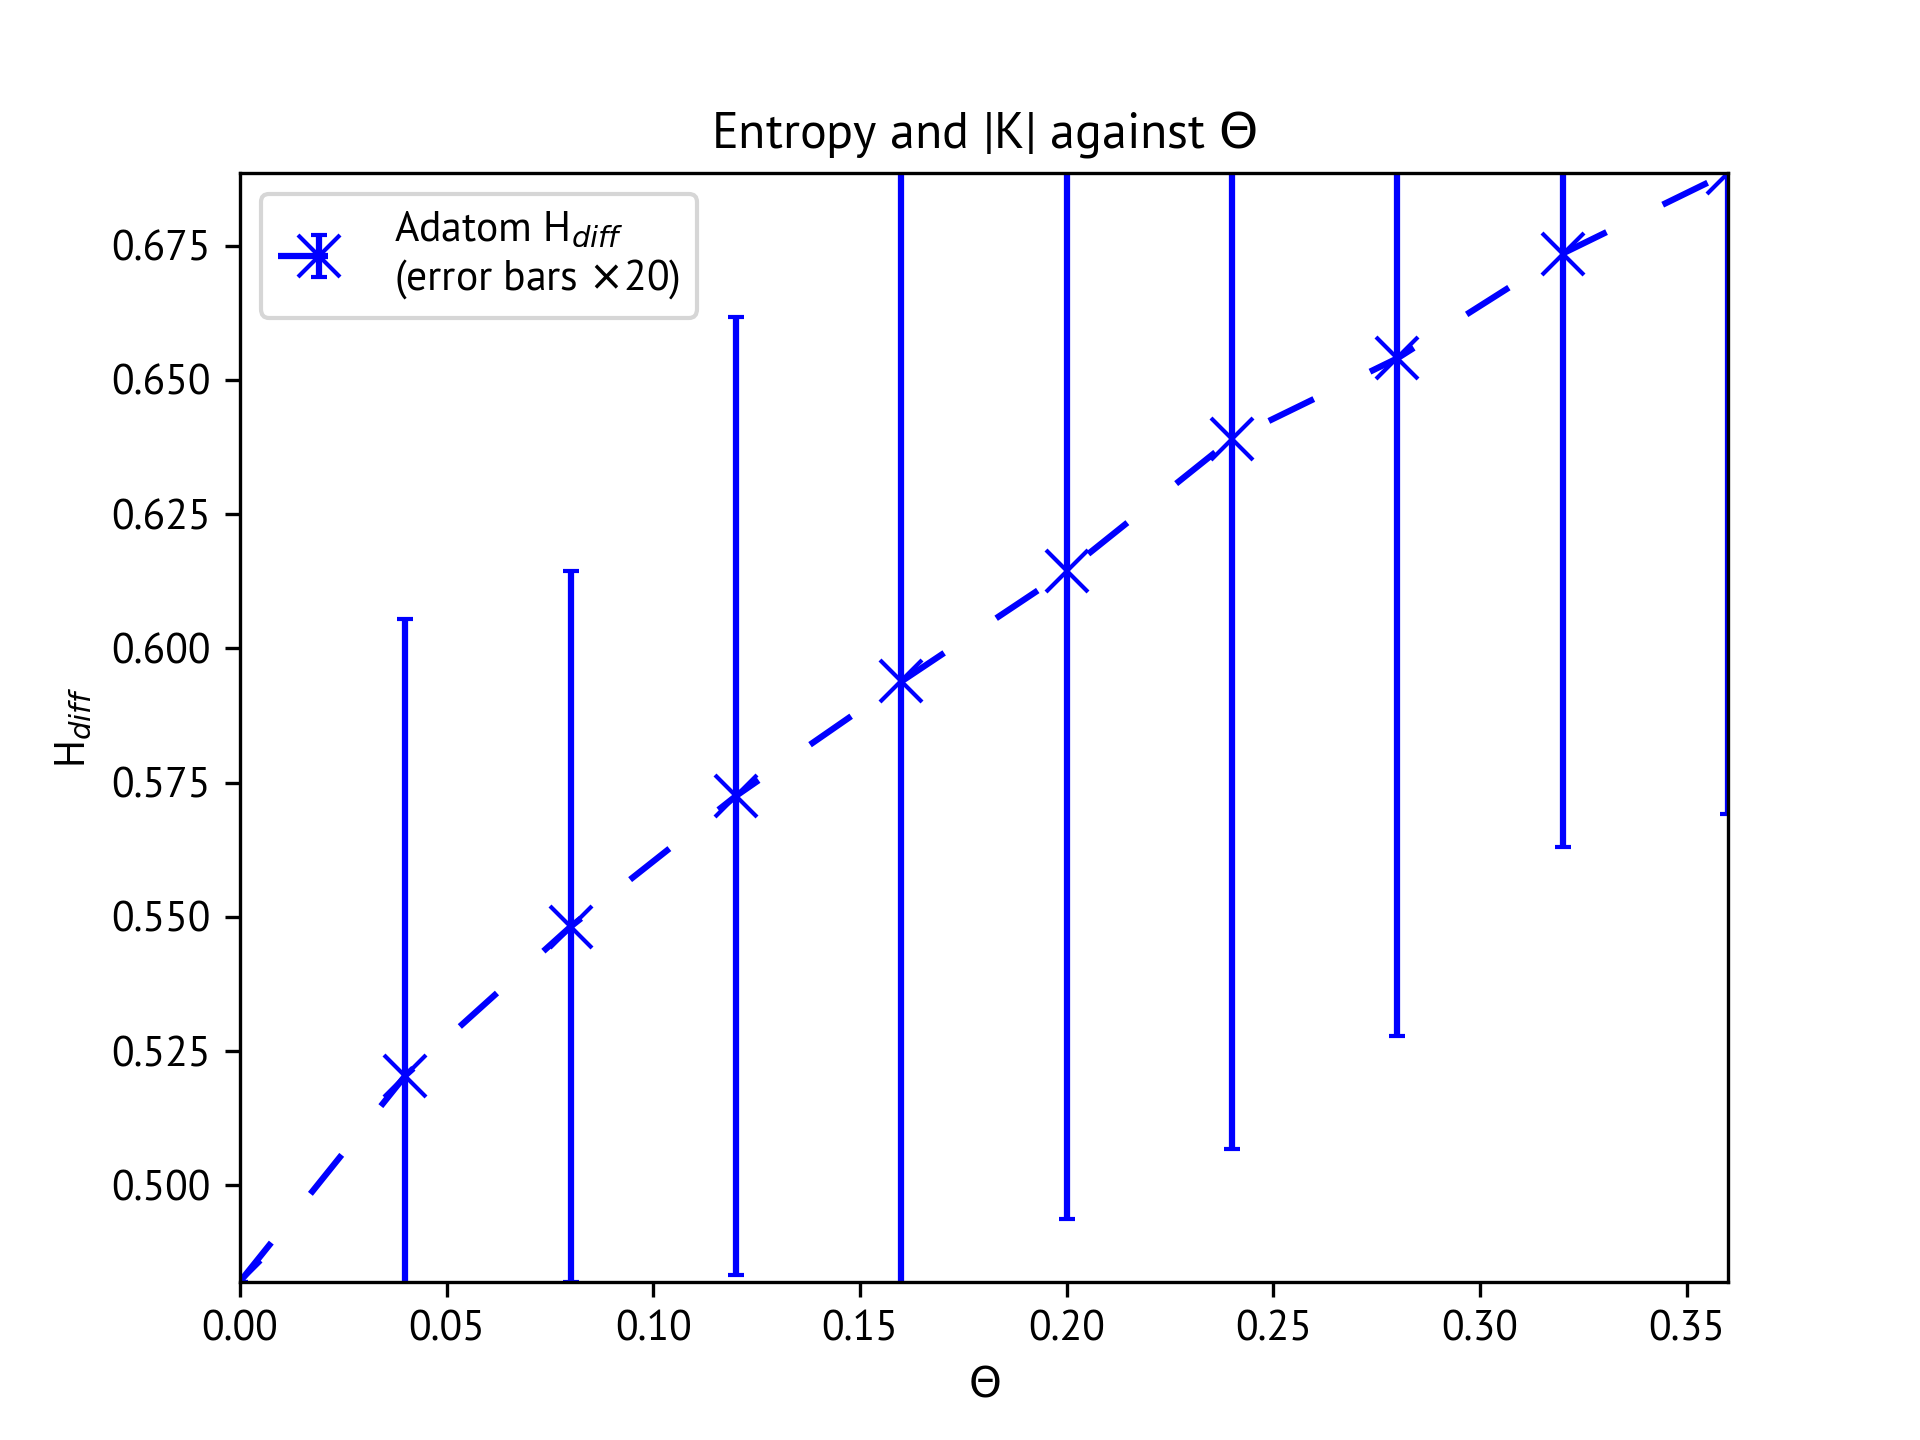 Entropy and |K| against Θ
Adatom H_diff
(error bars ×20)
0.675
0.650
0.625
0.600
0.575
0.550
0.525
0.500
H_diff
0.00 0.05 0.10 0.15 0.20 0.25 0.30 0.35
Θ